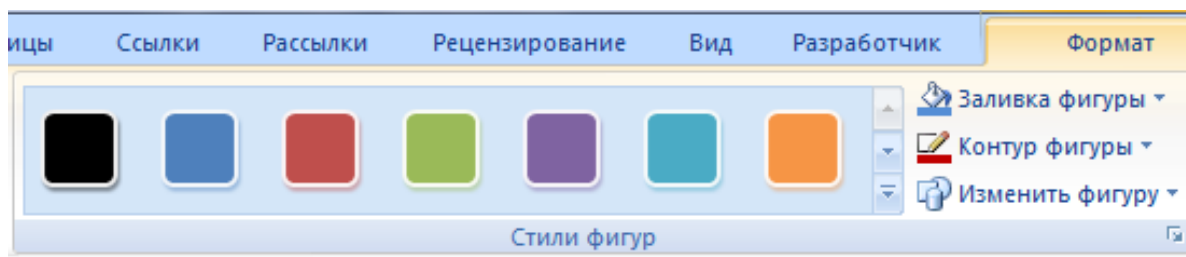 ицы Ссылки Рассылки Рецензирование Вид Разработчик Формат
Заливка фигуры
Контур фигуры
Изменить фигуру
Стили фигур